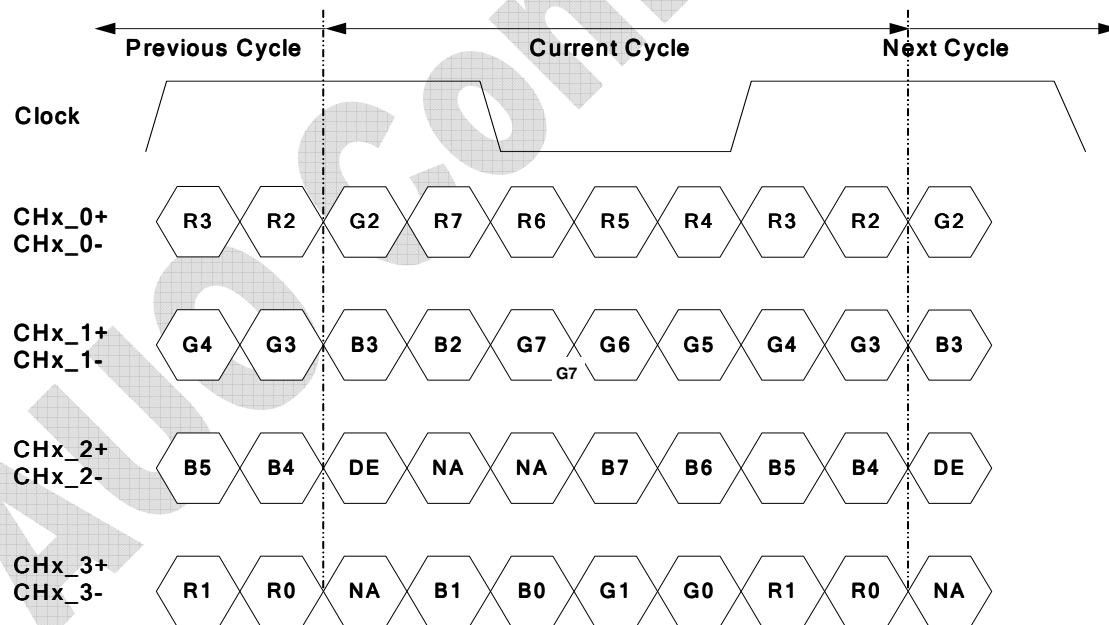 Previous Cycle Current Cycle Next Cycle
Clock
CHx_0+ R3 R2 G2 R7 R6 R5 R4 R3 R2 G2
CHx_0-
CHx_1+ G4 G3 B3 B2 G7 G6 G5 G4 G3 B3
CHx_1-
G7
CHx_2+ B5 B4 DE NA NA B7 B6 B5 B4 DE
CHx_2-
CHx_3+ R1 R0 NA B1 B0 G1 G0 R1 R0 NA
CHx_3-
AUO Con